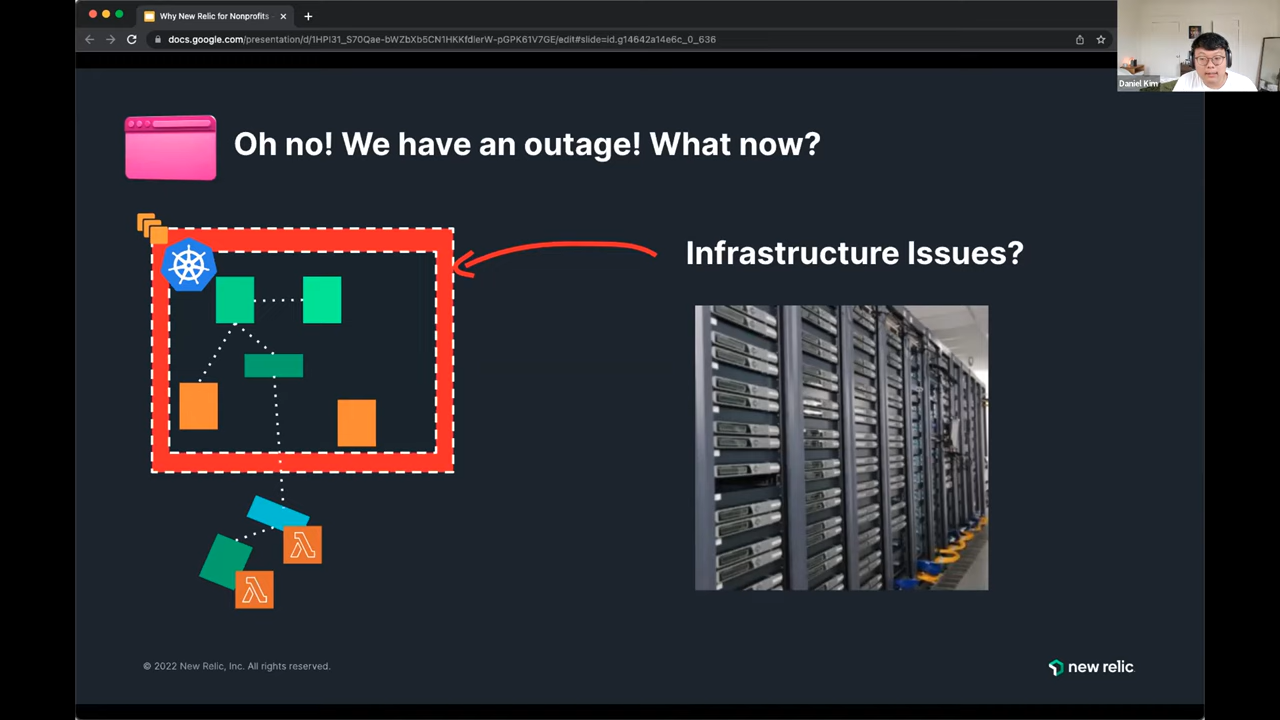 Why New Relic for Nonprofits -
docs.google.com/presentation/d/1HPI31_S70Qae-bWZbXb5CN1HKKfdlerW-pGPK61V7GE/edit#slide=id.g14642a14e6c_0_636
Daniel Kim
Oh no! We have an outage! What now?
Infrastructure Issues?
© 2022 New Relic, Inc. All rights reserved.
new relic